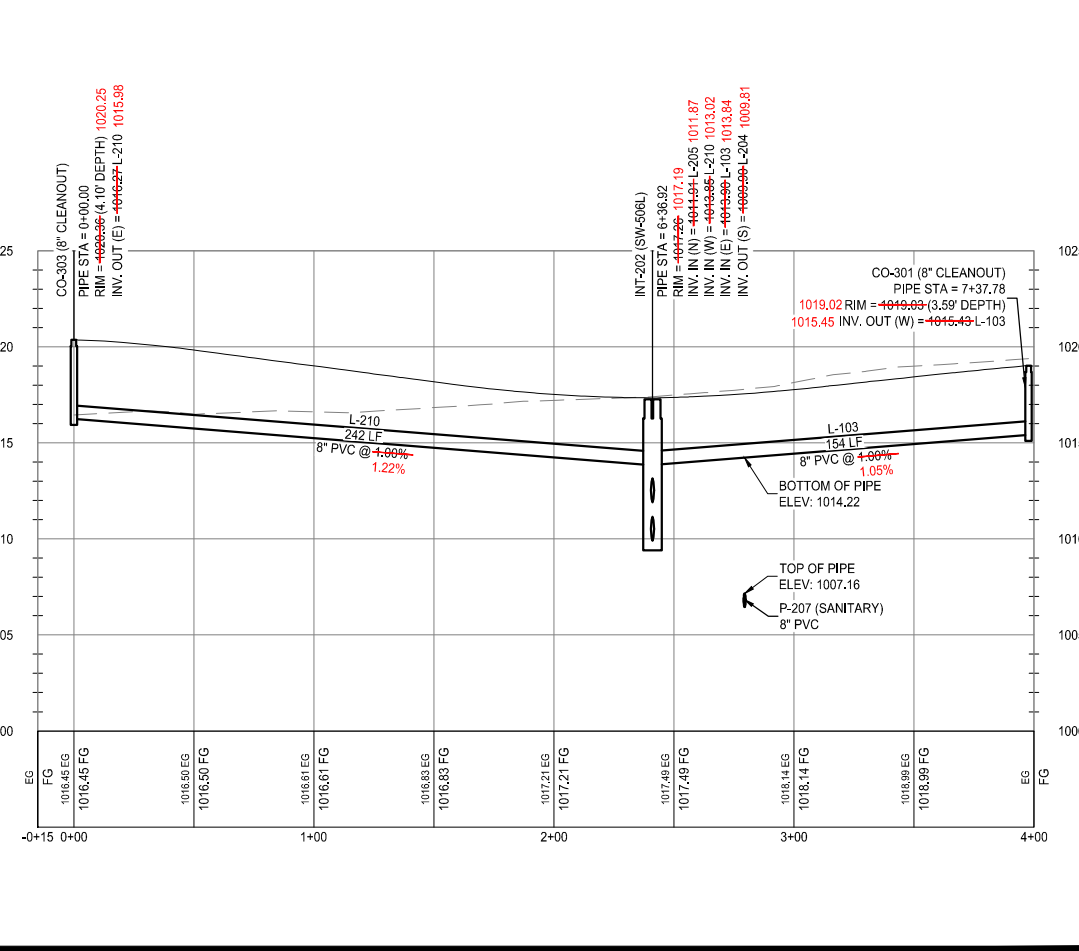 CO-303 (8" CLEANOUT)
PIPE STA = 0+00.00
RIM = 1020.36 (4.10' DEPTH) 1020.25
INV. OUT (E) = 1016.27 L-210 1015.98
INT-202 (SW-506L)
PIPE STA = 6+36.92
RIM = 1017.26 1017.19
INV. IN (N) = 1011.91 L-205 1011.87
INV. IN (W) = 1013.85 L-210 1013.02
INV. IN (E) = 1013.90 L-103 1013.84
INV. OUT (S) = 1009.90 L-204 1009.81
CO-301 (8" CLEANOUT)
PIPE STA = 7+37.78
1019.02 RIM = 1019.03 (3.59' DEPTH)
1015.45 INV. OUT (W) = 1015.43 L-103
25
20
15
10
05
00
102
102
101
101
100
100
L-210
242 LF
8" PVC @ 1.00%
1.22%
L-103
154 LF
8" PVC @ 1.00%
1.05%
BOTTOM OF PIPE
ELEV: 1014.22
TOP OF PIPE
ELEV: 1007.16
P-207 (SANITARY)
8" PVC
EG
FG
1016.45 EG
1016.45 FG
1016.50 EG
1016.50 FG
1016.61 EG
1016.61 FG
1016.83 EG
1016.83 FG
1017.21 EG
1017.21 FG
1017.49 EG
1017.49 FG
1018.14 EG
1018.14 FG
1018.99 EG
1018.99 FG
EG
FG
-0+15 0+00 1+00 2+00 3+00 4+00